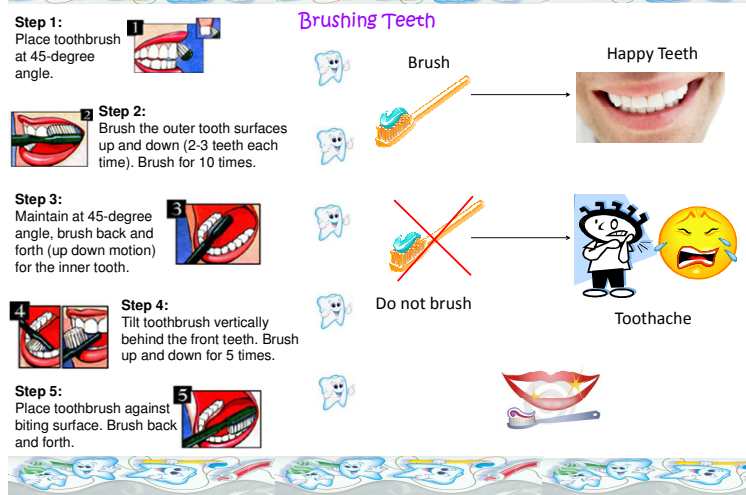 Brushing Teeth
Step 1:
Place toothbrush
at 45-degree
angle.
1
2
Step 2:
Brush the outer tooth surfaces
up and down (2-3 teeth each
time). Brush for 10 times.
Step 3:
Maintain at 45-degree
angle, brush back and
forth (up down motion)
for the inner tooth.
3
4
Step 4:
Tilt toothbrush vertically
behind the front teeth. Brush
up and down for 5 times.
Step 5:
Place toothbrush against
biting surface. Brush back
and forth.
5
Brush
Happy Teeth
Do not brush
Toothache